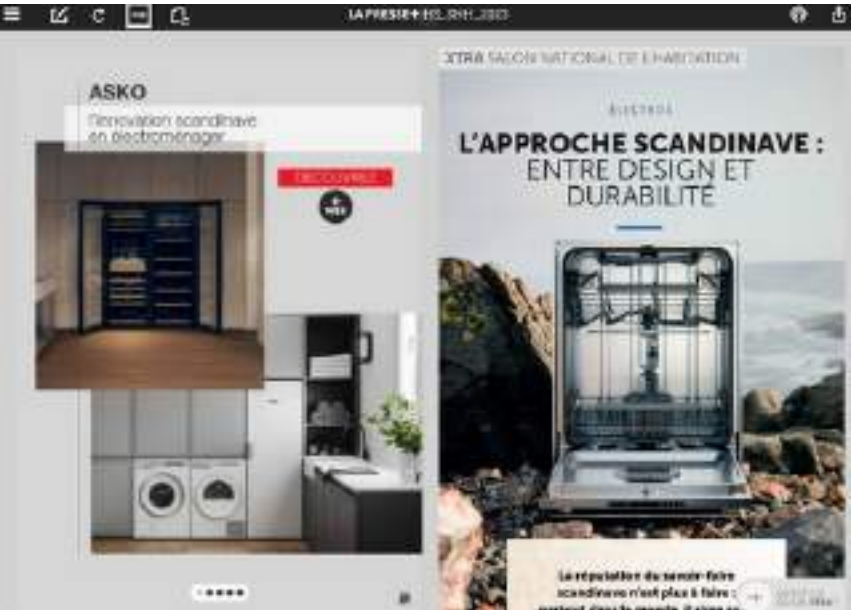 LA PRESSE+
ASKO
l'innovation scandinave
en électroménager
DÉCOUVREZ
XTRA SALON NATIONAL DE L'HABITATION
L'APPROCHE SCANDINAVE :
ENTRE DESIGN ET
DURABILITÉ
La réputation du savoir-faire
scandinave n'est plus à faire :